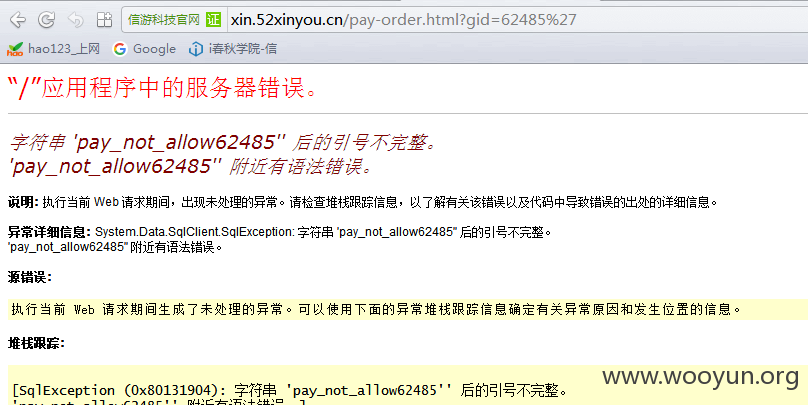 信游科技官网 证 xin.52xinyou.cn/pay-order.html?gid=62485%27
hao123_上网 Google i春秋学院-信
“/”应用程序中的服务器错误。
字符串 'pay_not_allow62485'' 后的引号不完整。
'pay_not_allow62485'' 附近有语法错误。
说明: 执行当前 Web 请求期间，出现未处理的异常。请检查堆栈跟踪信息，以了解有关该错误以及代码中导致错误的出处的详细信息。
异常详细信息: System.Data.SqlClient.SqlException: 字符串 'pay_not_allow62485'' 后的引号不完整。
'pay_not_allow62485'' 附近有语法错误。
源错误:
执行当前 Web 请求期间生成了未处理的异常。可以使用下面的异常堆栈跟踪信息确定有关异常原因和发生位置的信息。
堆栈跟踪:
[SqlException (0x80131904): 字符串 'pay_not_allow62485'' 后的引号不完整。
'pay_not_allow62485'' 附近有语法错误。]
www.wooyun.org